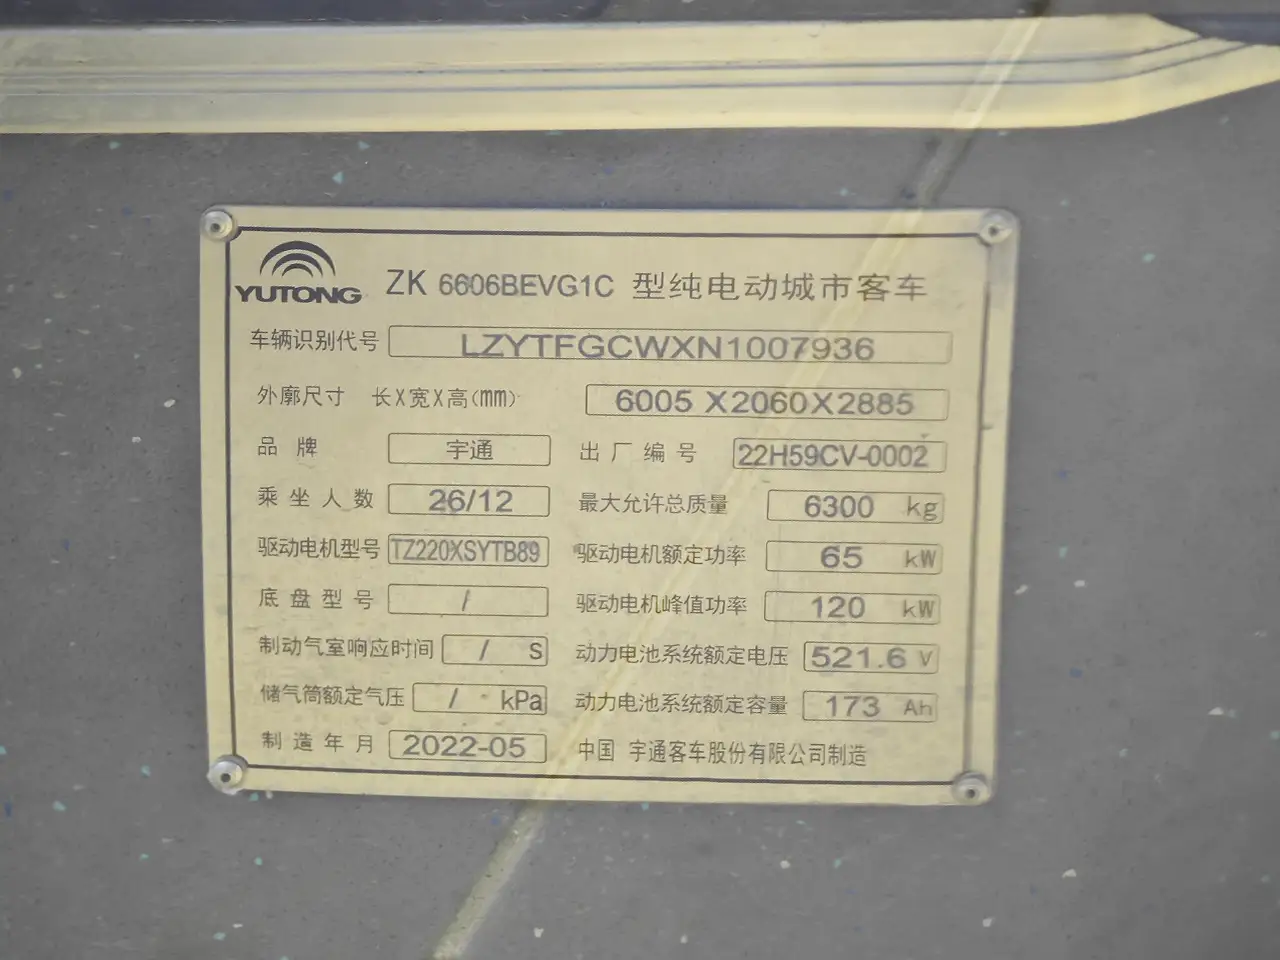 YUTONG ZK 6606BEVG1C 型纯电动城市客车
车辆识别代号 LZYTFGCWXN1007936
外廓尺寸 长X宽X高(mm) 6005 X2060X2885
品牌 宇通 出厂编号 22H59CV-0002
乘坐人数 26/12 最大允许总质量 6300 kg
驱动电机型号 TZ220XSYTB89 驱动电机额定功率 65 kW
底盘型号 / 驱动电机峰值功率 120 kW
制动气室响应时间 / S 动力电池系统额定电压 521.6 V
储气筒额定气压 / kPa 动力电池系统额定容量 173 Ah
制造年月 2022-05 中国 宇通客车股份有限公司制造